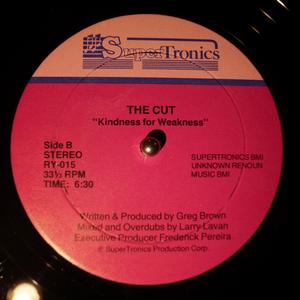 SuperTronics
THE CUT
"Kindness for Weakness"
Side B
STEREO
RY-015
33⅓ RPM
TIME: 6:30
SUPERTRONICS BMI
UNKNOWN RENOUN
MUSIC BMI
Written & Produced by Greg Brown
Mixed and Overdubs by Larry Lavan
Executive Producer Frederick Pereira
℗ SuperTronics Production Corp.